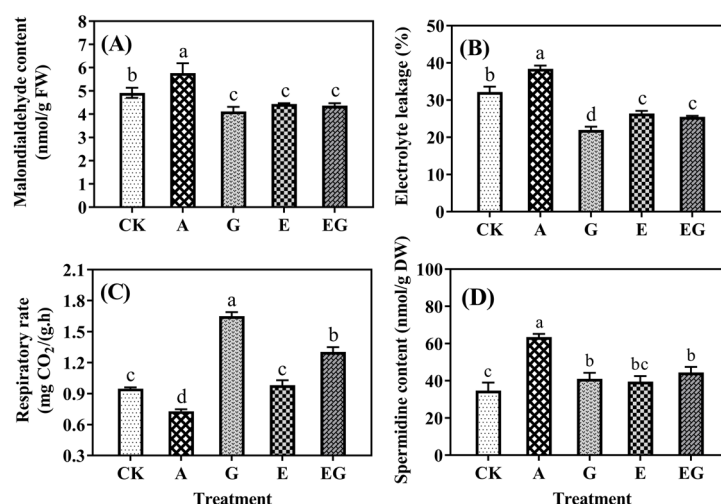 (A)
Malondialdehyde content
(nmol/g FW)
8
7
6
5
4
3
2
1
0
b
a
c
c
c
CK A G E EG
(B)
Electrolyte leakage (%)
50
40
30
20
10
0
b
a
d
c
c
CK A G E EG
(C)
Respiratory rate
(mg CO₂/(g.h)
2.1
1.8
1.5
1.2
0.9
0.6
0.3
c
d
a
c
b
CK A G E EG
Treatment
(D)
Spermidine content (nmol/g DW)
100
80
60
40
20
0
c
a
b
bc
b
CK A G E EG
Treatment